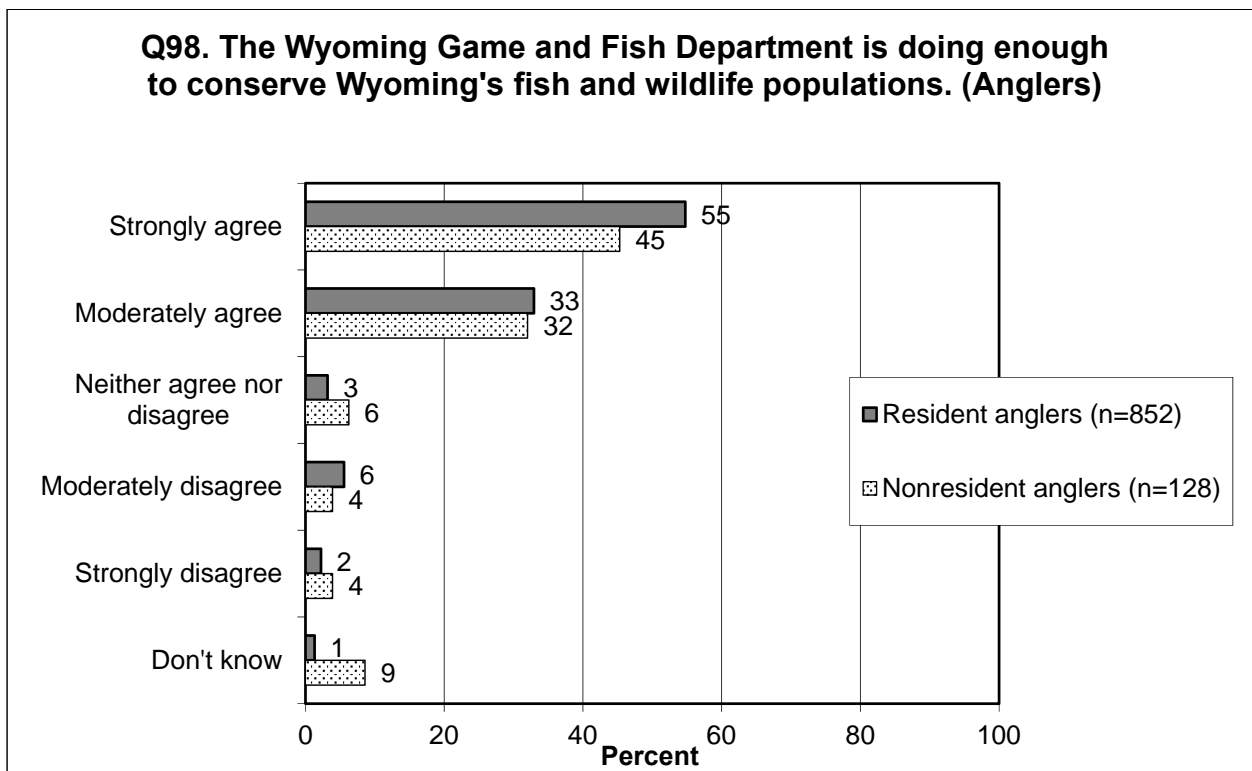 Q98. The Wyoming Game and Fish Department is doing enough
to conserve Wyoming's fish and wildlife populations. (Anglers)
Strongly agree
55
45
Moderately agree
33
32
Neither agree nor
disagree
3
6
Moderately disagree
6
4
Strongly disagree
2
4
Don't know
1
9
Resident anglers (n=852)
Nonresident anglers (n=128)
0 20 40 60 80 100
Percent